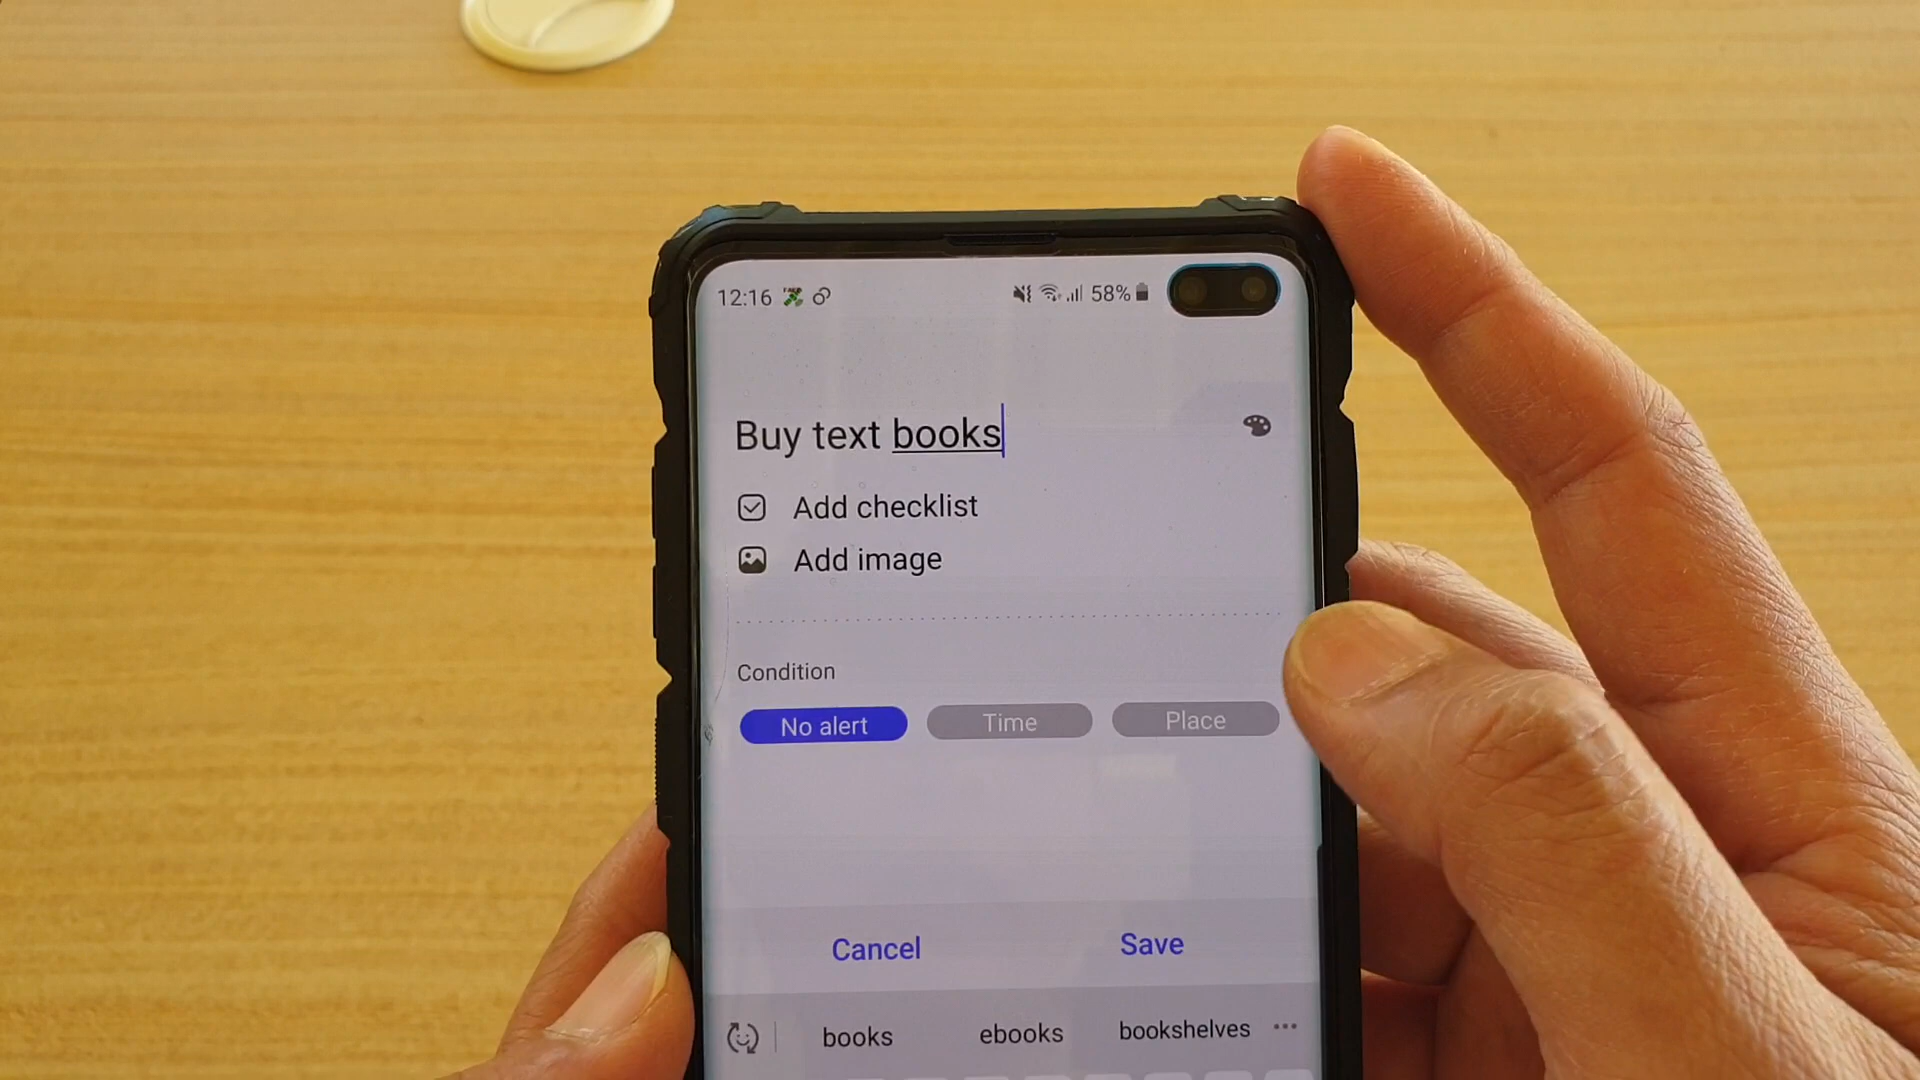 12:16 58%
Buy text books
Add checklist
Add image
Condition
No alert Time Place
Cancel Save
books ebooks bookshelves